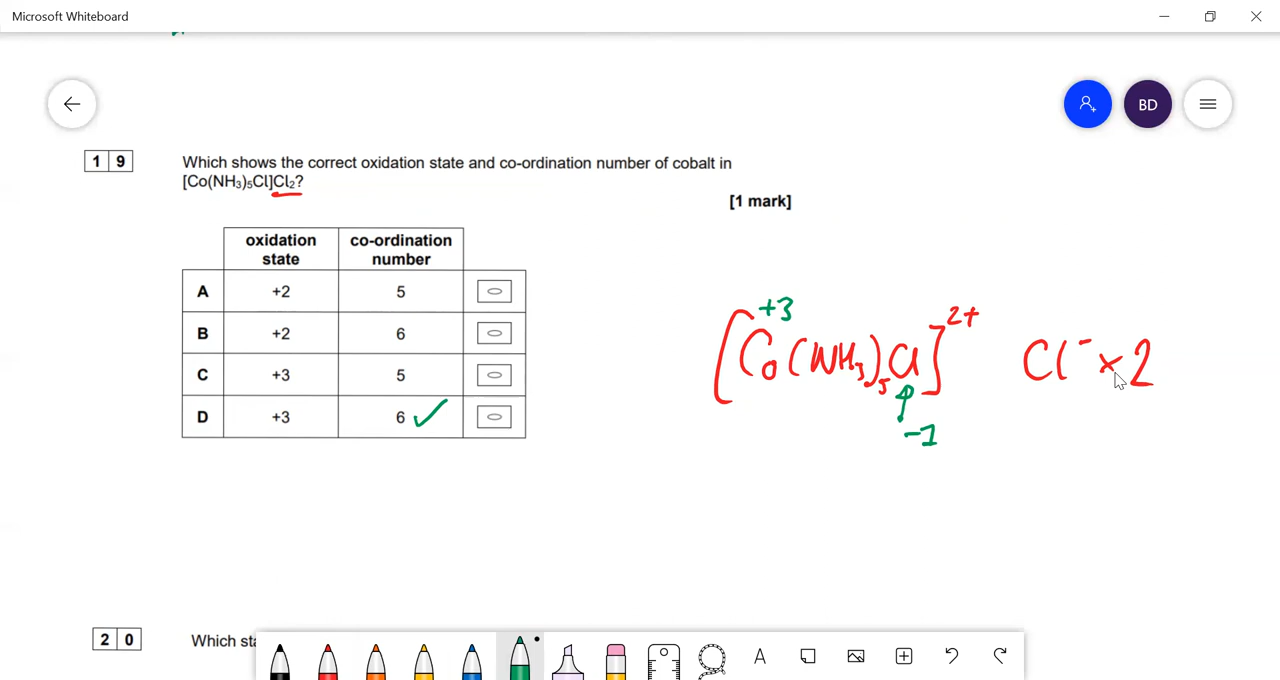 Microsoft Whiteboard
BD
1 9
Which shows the correct oxidation state and co-ordination number of cobalt in
[Co(NH₃)₅Cl]Cl₂?
[1 mark]
oxidation state co-ordination number
A +2 5
B +2 6
C +3 5
D +3 6 ✓
+3
[Co(NH₃)₅Cl]²⁺ Cl⁻ × 2
-1
2 0
Which
A